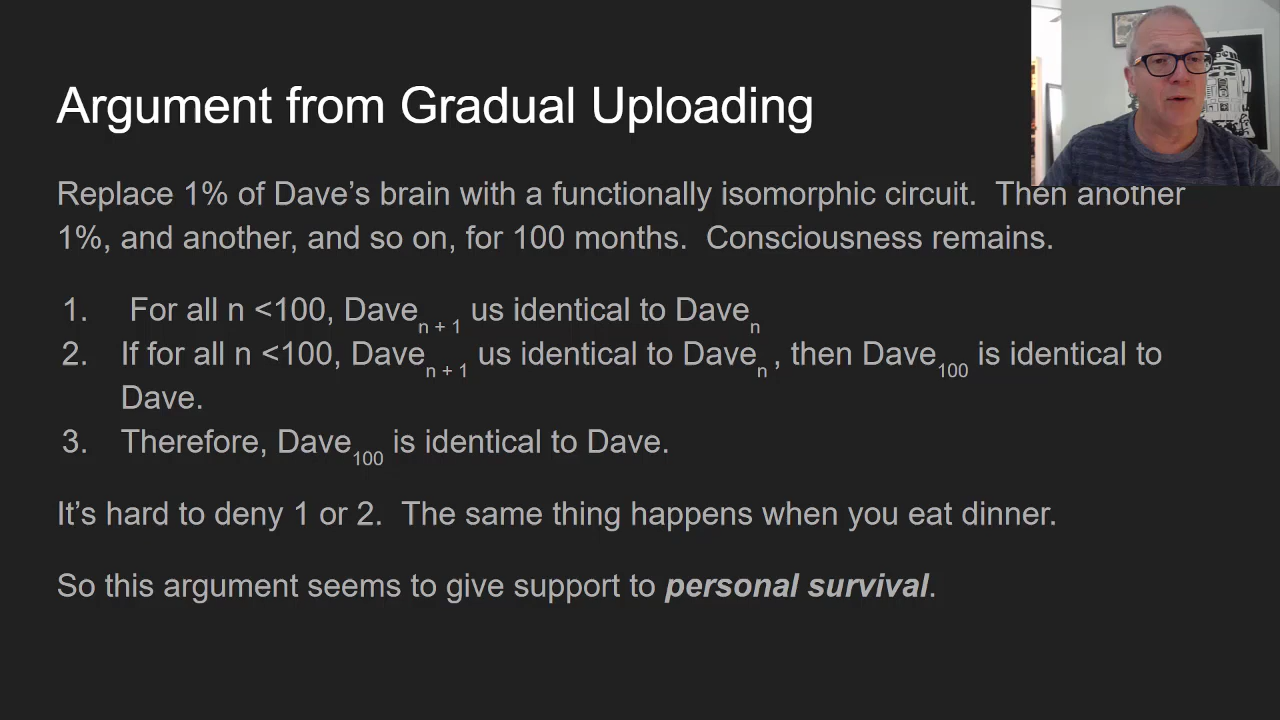 Argument from Gradual Uploading
Replace 1% of Dave’s brain with a functionally isomorphic circuit.  Then another
1%, and another, and so on, for 100 months.  Consciousness remains.
1. For all n <100, Dave n + 1 us identical to Dave n
2. If for all n <100, Dave n + 1 us identical to Dave n , then Dave 100 is identical to
Dave.
3. Therefore, Dave 100 is identical to Dave.
It’s hard to deny 1 or 2.  The same thing happens when you eat dinner.
So this argument seems to give support to personal survival.